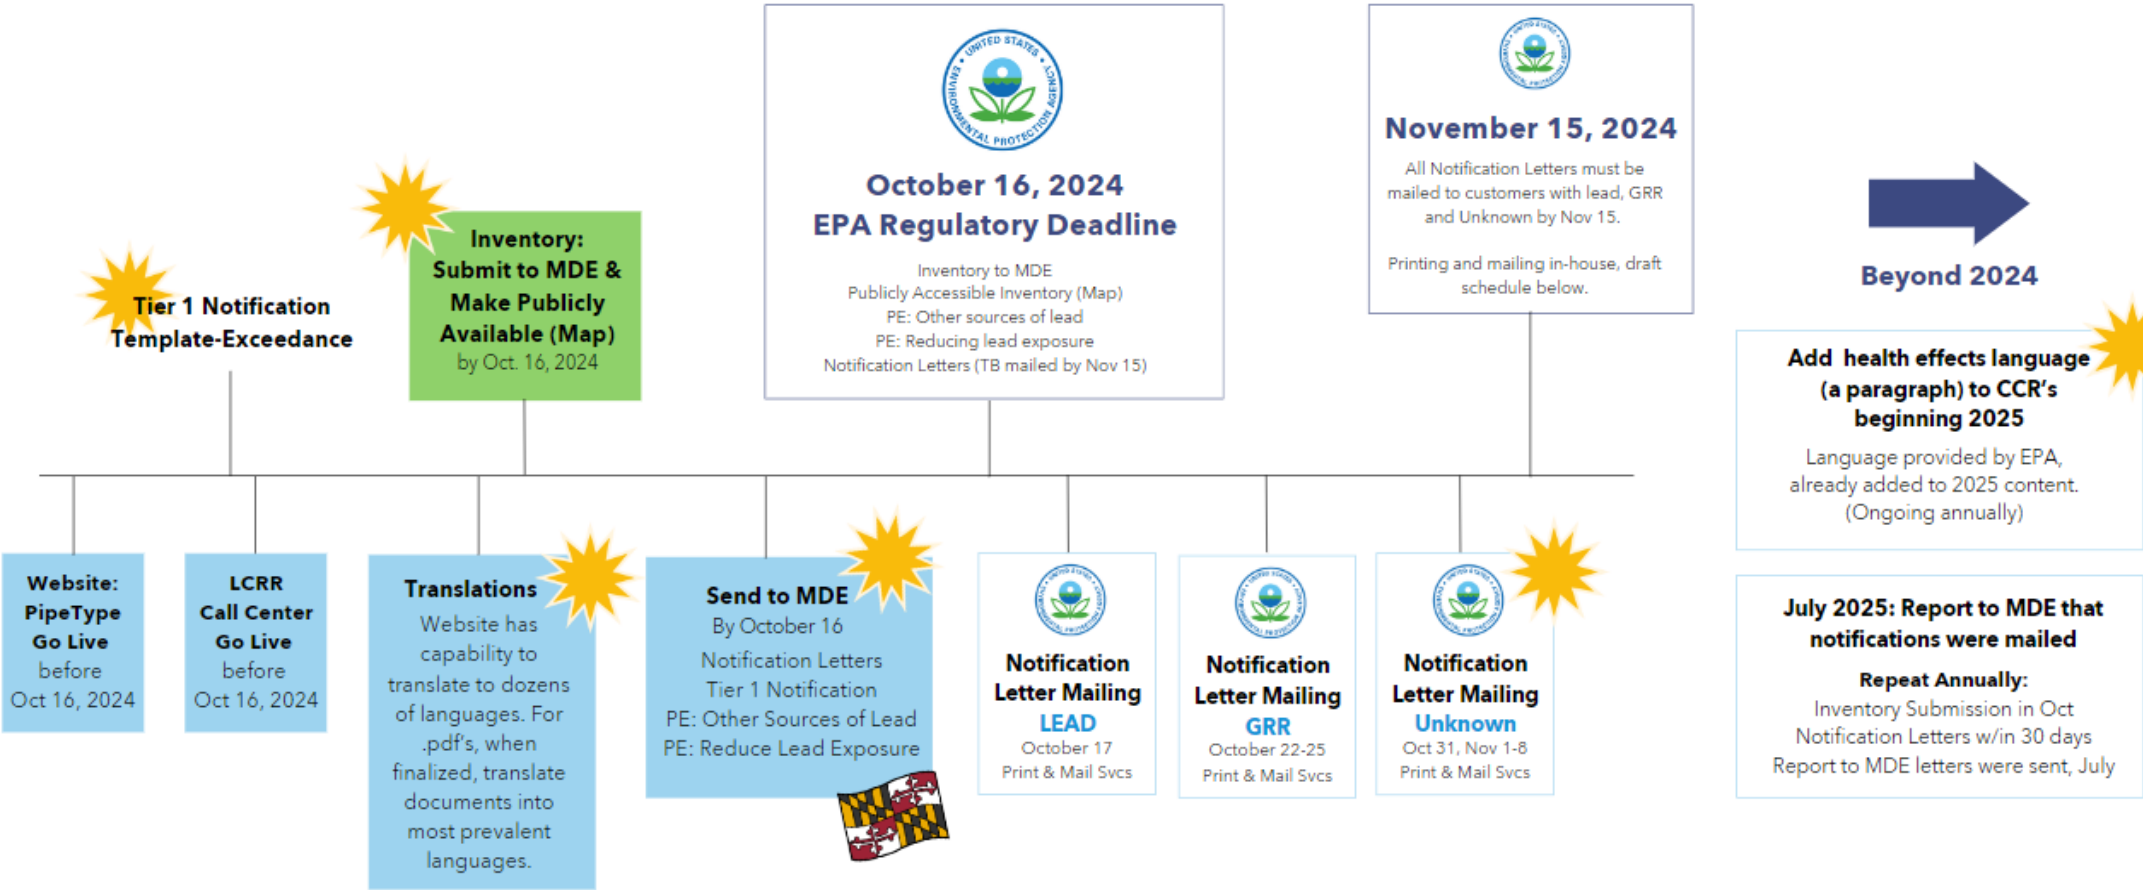 UNITED STATES
ENVIRONMENTAL PROTECTION AGENCY
October 16, 2024
EPA Regulatory Deadline
Inventory to MDE
Publicly Accessible Inventory (Map)
PE: Other sources of lead
PE: Reducing lead exposure
Notification Letters (TB mailed by Nov 15)
November 15, 2024
All Notification Letters must be
mailed to customers with lead, GRR
and Unknown by Nov 15.
Printing and mailing in-house, draft
schedule below.
Inventory:
Submit to MDE &
Make Publicly
Available (Map)
by Oct. 16, 2024
Tier 1 Notification
Template-Exceedance
Beyond 2024
Add health effects language
(a paragraph) to CCR's
beginning 2025
Language provided by EPA,
already added to 2025 content.
(Ongoing annually)
Website:
PipeType
Go Live
before
Oct 16, 2024
LCRR
Call Center
Go Live
before
Oct 16, 2024
Translations
Website has
capability to
translate to dozens
of languages. For
.pdf's, when
finalized, translate
documents into
most prevalent
languages.
Send to MDE
By October 16
Notification Letters
Tier 1 Notification
PE: Other Sources of Lead
PE: Reduce Lead Exposure
Notification
Letter Mailing
LEAD
October 17
Print & Mail Svcs
Notification
Letter Mailing
GRR
October 22-25
Print & Mail Svcs
Notification
Letter Mailing
Unknown
Oct 31, Nov 1-8
Print & Mail Svcs
July 2025: Report to MDE that
notifications were mailed
Repeat Annually:
Inventory Submission in Oct
Notification Letters w/in 30 days
Report to MDE letters were sent, July